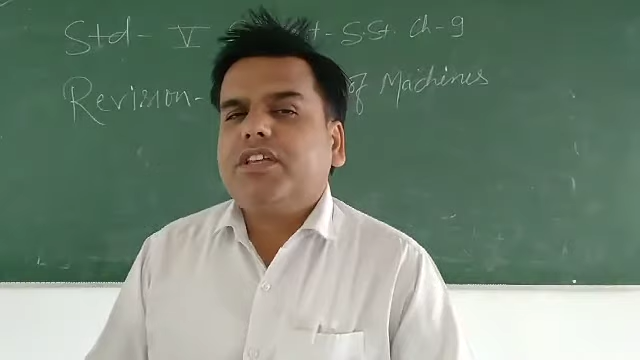 Std- V S t- S.St. Ch-9
Revision- of Machines